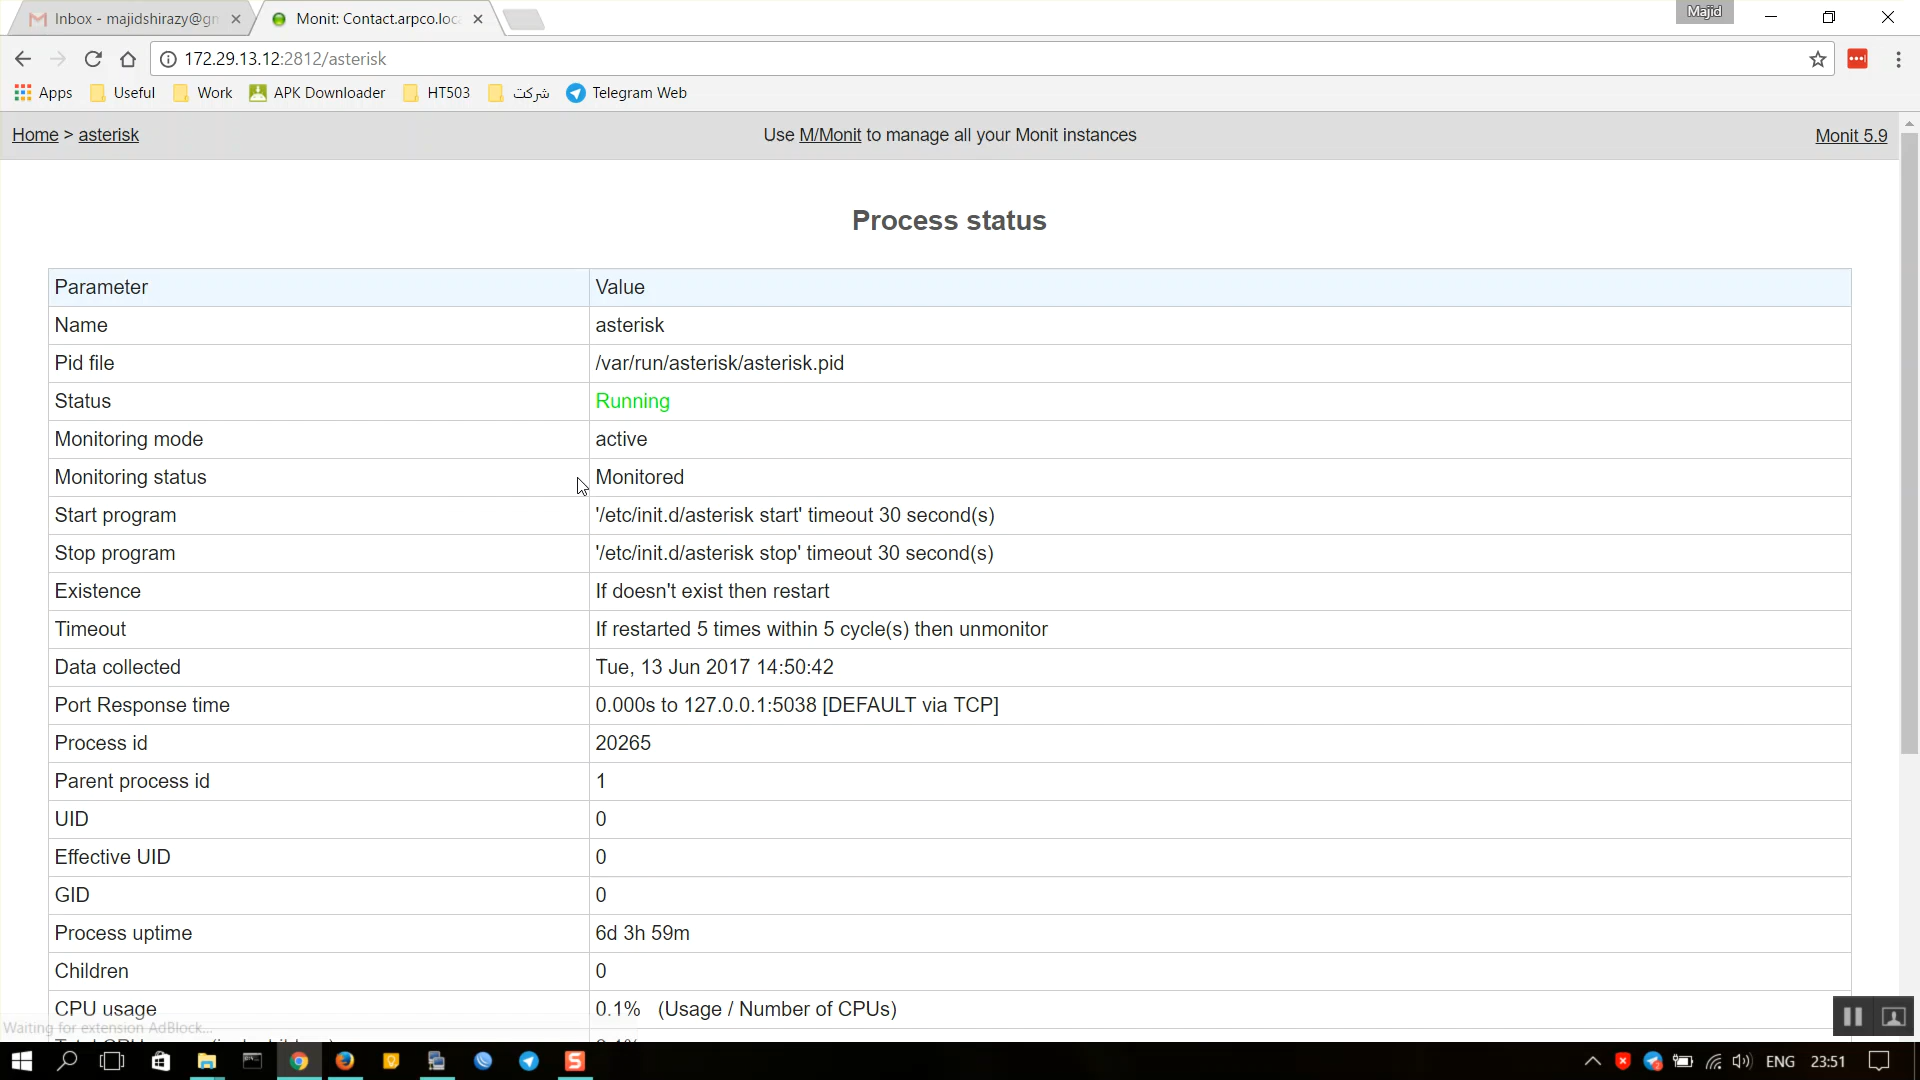 Inbox - majidshirazy@gm
Monit: Contact.arpco.loc
Majid
172.29.13.12:2812/asterisk
Apps Useful Work APK Downloader HT503 شرکت Telegram Web
Home > asterisk Use M/Monit to manage all your Monit instances Monit 5.9
Process status
Parameter Value
Name asterisk
Pid file /var/run/asterisk/asterisk.pid
Status Running
Monitoring mode active
Monitoring status Monitored
Start program '/etc/init.d/asterisk start' timeout 30 second(s)
Stop program '/etc/init.d/asterisk stop' timeout 30 second(s)
Existence If doesn't exist then restart
Timeout If restarted 5 times within 5 cycle(s) then unmonitor
Data collected Tue, 13 Jun 2017 14:50:42
Port Response time 0.000s to 127.0.0.1:5038 [DEFAULT via TCP]
Process id 20265
Parent process id 1
UID 0
Effective UID 0
GID 0
Process uptime 6d 3h 59m
Children 0
CPU usage 0.1% (Usage / Number of CPUs)
Waiting for extension AdBlock...
ENG 23:51